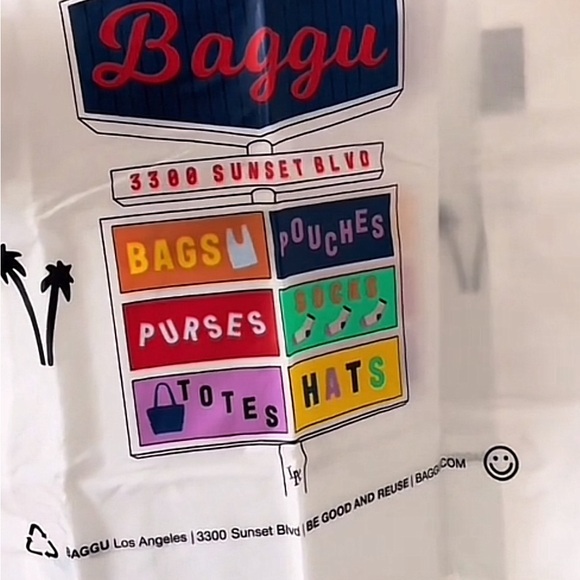 Baggu
3300 SUNSET BLVD
BAGS
POUCHES
PURSES
SOCKS
TOTES
HATS
BAGGU Los Angeles | 3300 Sunset Blvd | BE GOOD AND REUSE | BAGGU.COM